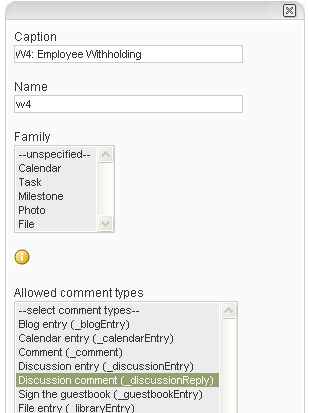 Caption
W4: Employee Withholding
Name
w4
Family
--unspecified--
Calendar
Task
Milestone
Photo
File
Allowed comment types
--select comment types--
Blog entry (_blogEntry)
Calendar entry (_calendarEntry)
Comment (_comment)
Discussion entry (_discussionEntry)
Discussion comment (_discussionReply)
Sign the guestbook (_guestbookEntry)
File entry (_libraryEntry)